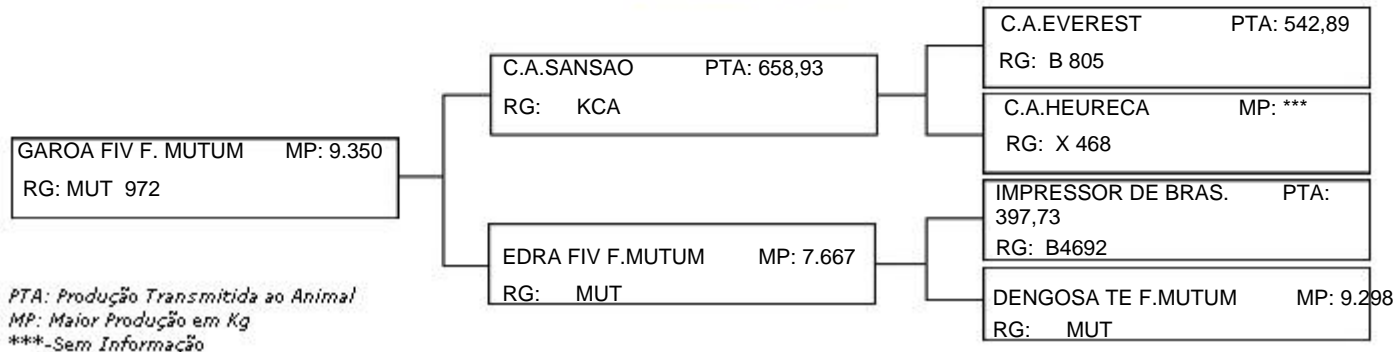 C.A.EVEREST PTA: 542,89
RG: B 805
C.A.SANSAO PTA: 658,93
RG: KCA
C.A.HEURECA MP: ***
RG: X 468
GAROA FIV F. MUTUM MP: 9.350
RG: MUT 972
IMPRESSOR DE BRAS. PTA:
397,73
RG: B4692
EDRA FIV F.MUTUM MP: 7.667
RG: MUT
DENGOSA TE F.MUTUM MP: 9.298
RG: MUT
PTA: Produção Transmitida ao Animal
MP: Maior Produção em Kg
***-Sem Informação